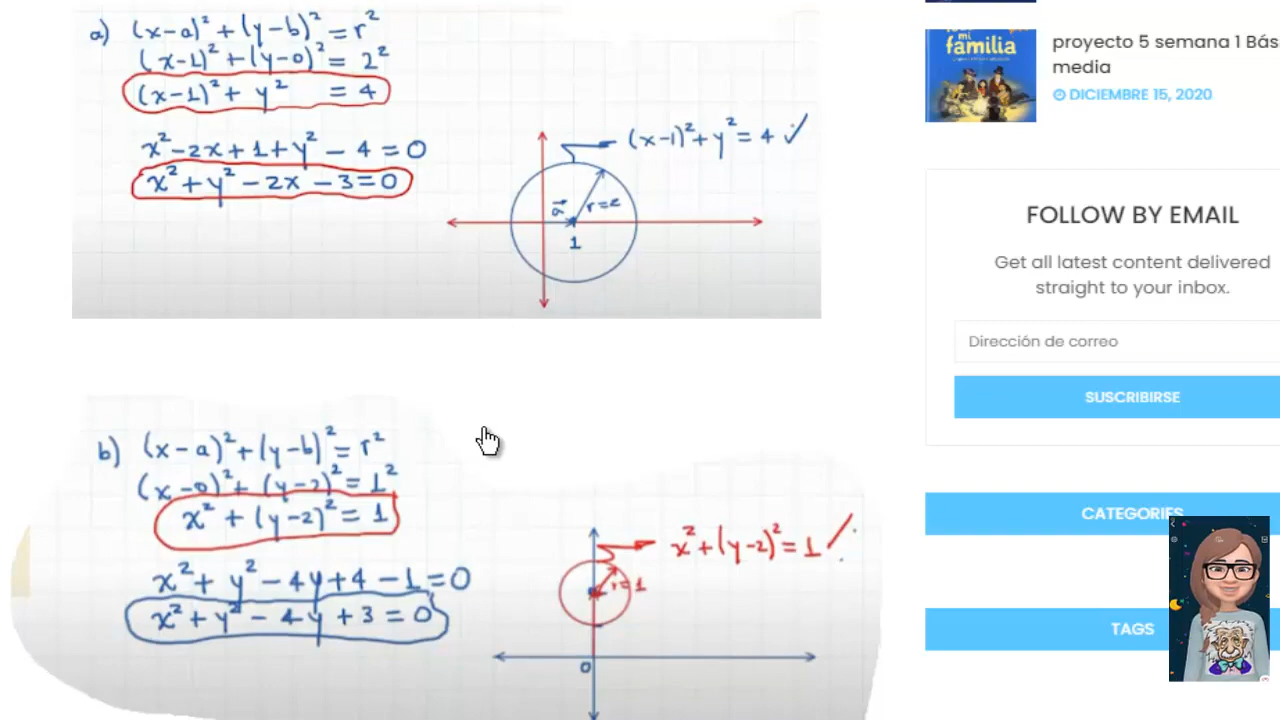 a) (x-a)² + (y-b)² = r²
(x-1)² + (y-0)² = 2²
(x-1)² + y² = 4
x² - 2x + 1 + y² - 4 = 0
x² + y² - 2x - 3 = 0
(x-1)² + y² = 4 ✓
a⃗
r=2
1
b) (x-a)² + (y-b)² = r²
(x-0)² + (y-2)² = 1²
x² + (y-2)² = 1
x² + y² - 4y + 4 - 1 = 0
x² + y² - 4y + 3 = 0
x² + (y-2)² = 1
r=1
0
mi
familia
proyecto 5 semana 1 Bás
media
DICIEMBRE 15, 2020
FOLLOW BY EMAIL
Get all latest content delivered
straight to your inbox.
Dirección de correo
SUSCRIBIRSE
CATEGORIES
TAGS